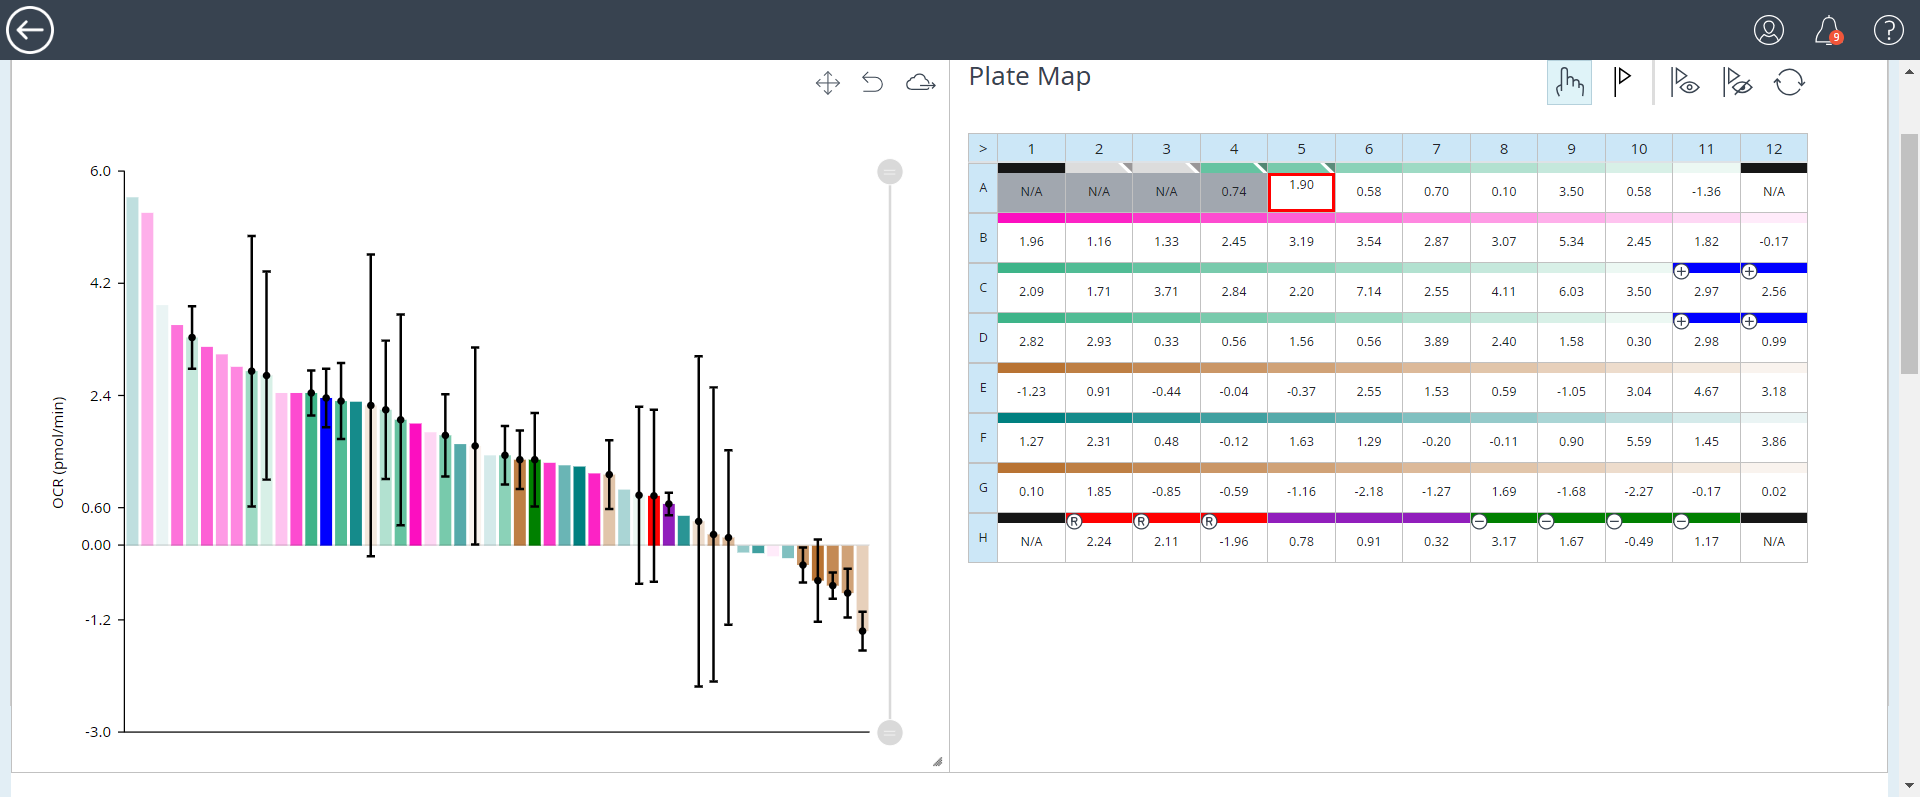 9
?
Plate Map
6.0
4.2
2.4
0.60
0.00
-1.2
-3.0
OCR (pmol/min)
> 1 2 3 4 5 6 7 8 9 10 11 12
A N/A N/A N/A 0.74 1.90 0.58 0.70 0.10 3.50 0.58 -1.36 N/A
B 1.96 1.16 1.33 2.45 3.19 3.54 2.87 3.07 5.34 2.45 1.82 -0.17
+ +
C 2.09 1.71 3.71 2.84 2.20 7.14 2.55 4.11 6.03 3.50 2.97 2.56
+ +
D 2.82 2.93 0.33 0.56 1.56 0.56 3.89 2.40 1.58 0.30 2.98 0.99
E -1.23 0.91 -0.44 -0.04 -0.37 2.55 1.53 0.59 -1.05 3.04 4.67 3.18
F 1.27 2.31 0.48 -0.12 1.63 1.29 -0.20 -0.11 0.90 5.59 1.45 3.86
G 0.10 1.85 -0.85 -0.59 -1.16 -2.18 -1.27 1.69 -1.68 -2.27 -0.17 0.02
R R R − − − −
H N/A 2.24 2.11 -1.96 0.78 0.91 0.32 3.17 1.67 -0.49 1.17 N/A